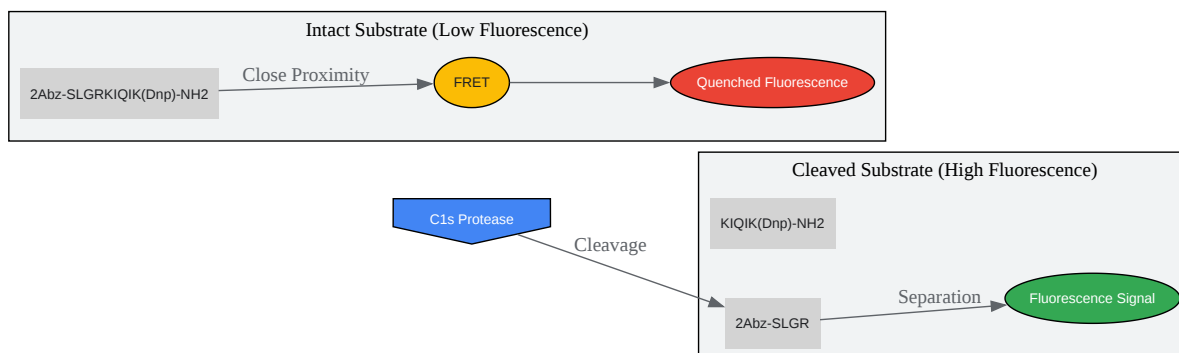 Intact Substrate (Low Fluorescence)
2Abz-SLGRKIQIK(Dnp)-NH2
Close Proximity
FRET
Quenched Fluorescence
Cleaved Substrate (High Fluorescence)
C1s Protease
Cleavage
KIQIK(Dnp)-NH2
2Abz-SLGR
Separation
Fluorescence Signal